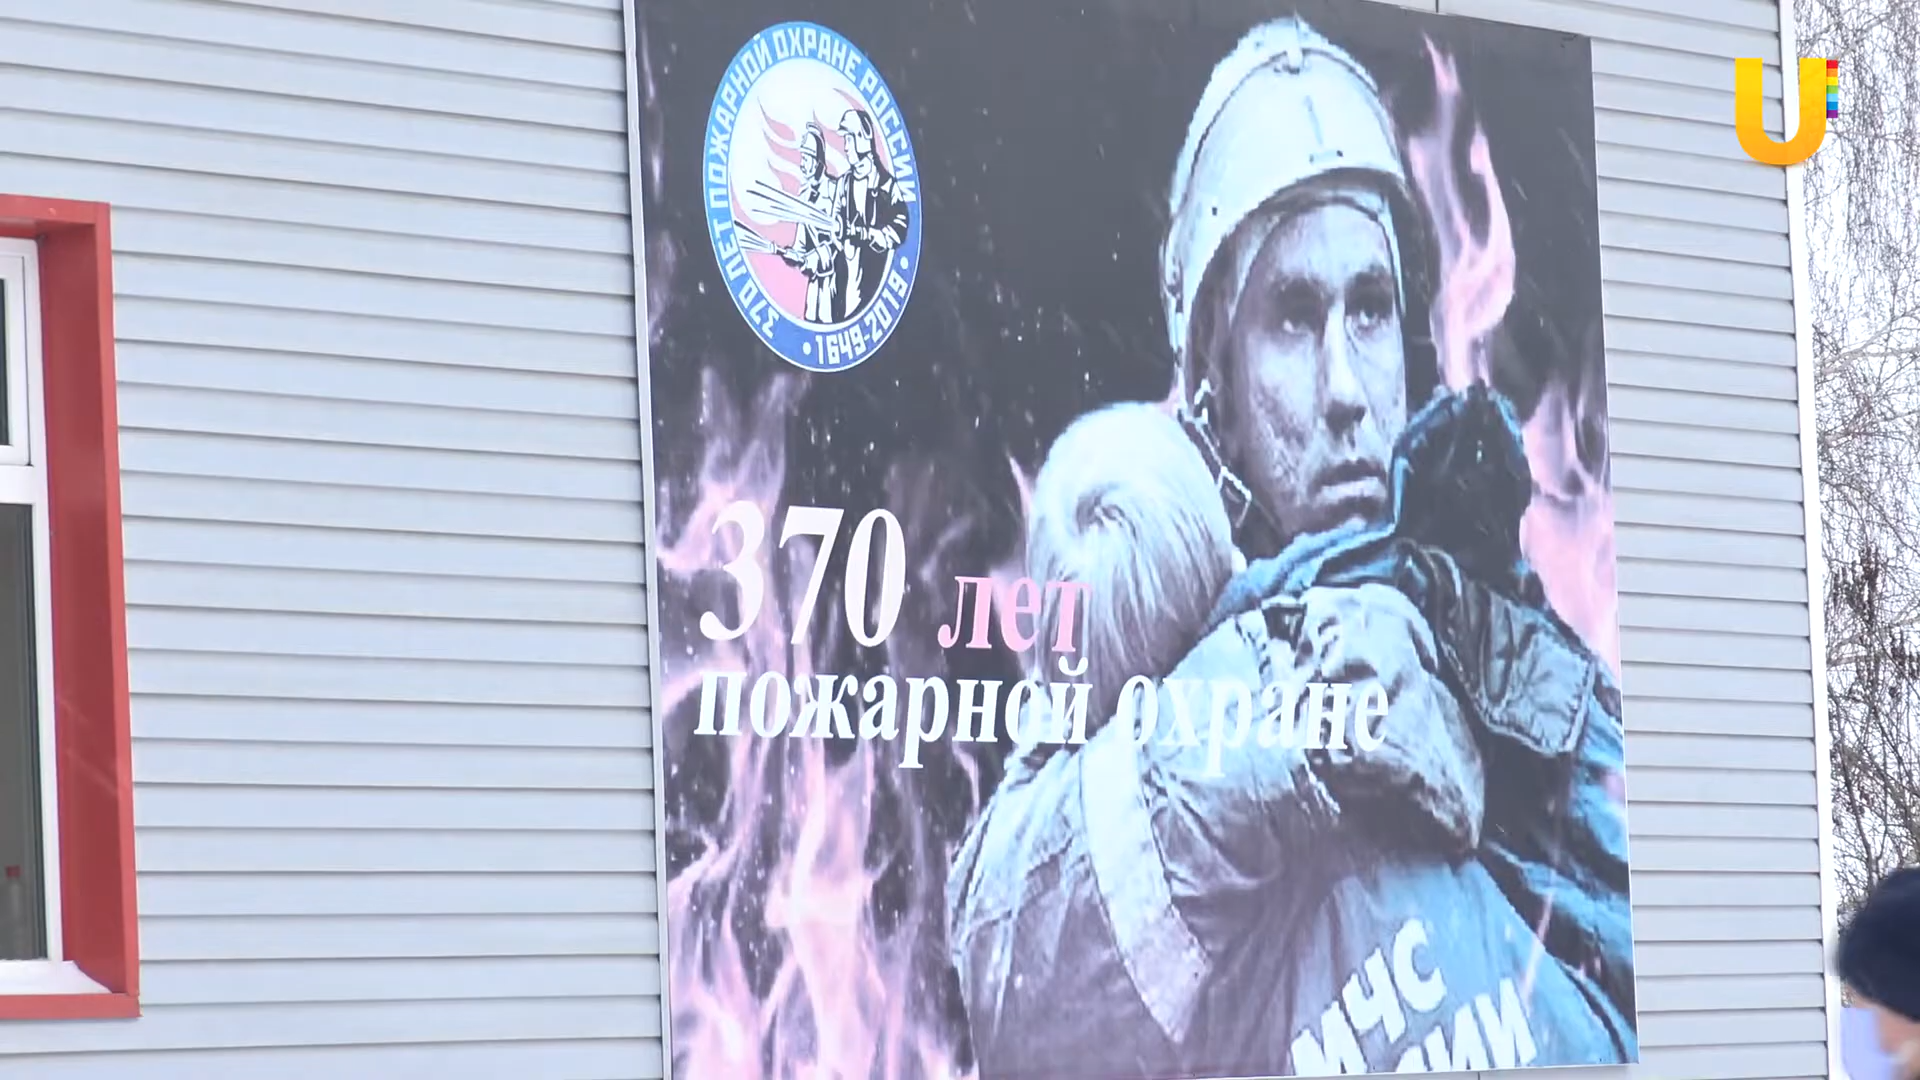 370 ЛЕТ ПОЖАРНОЙ ОХРАНЕ РОССИИ
• 1649-2019 •
370 лет
пожарной охране
МЧС
U